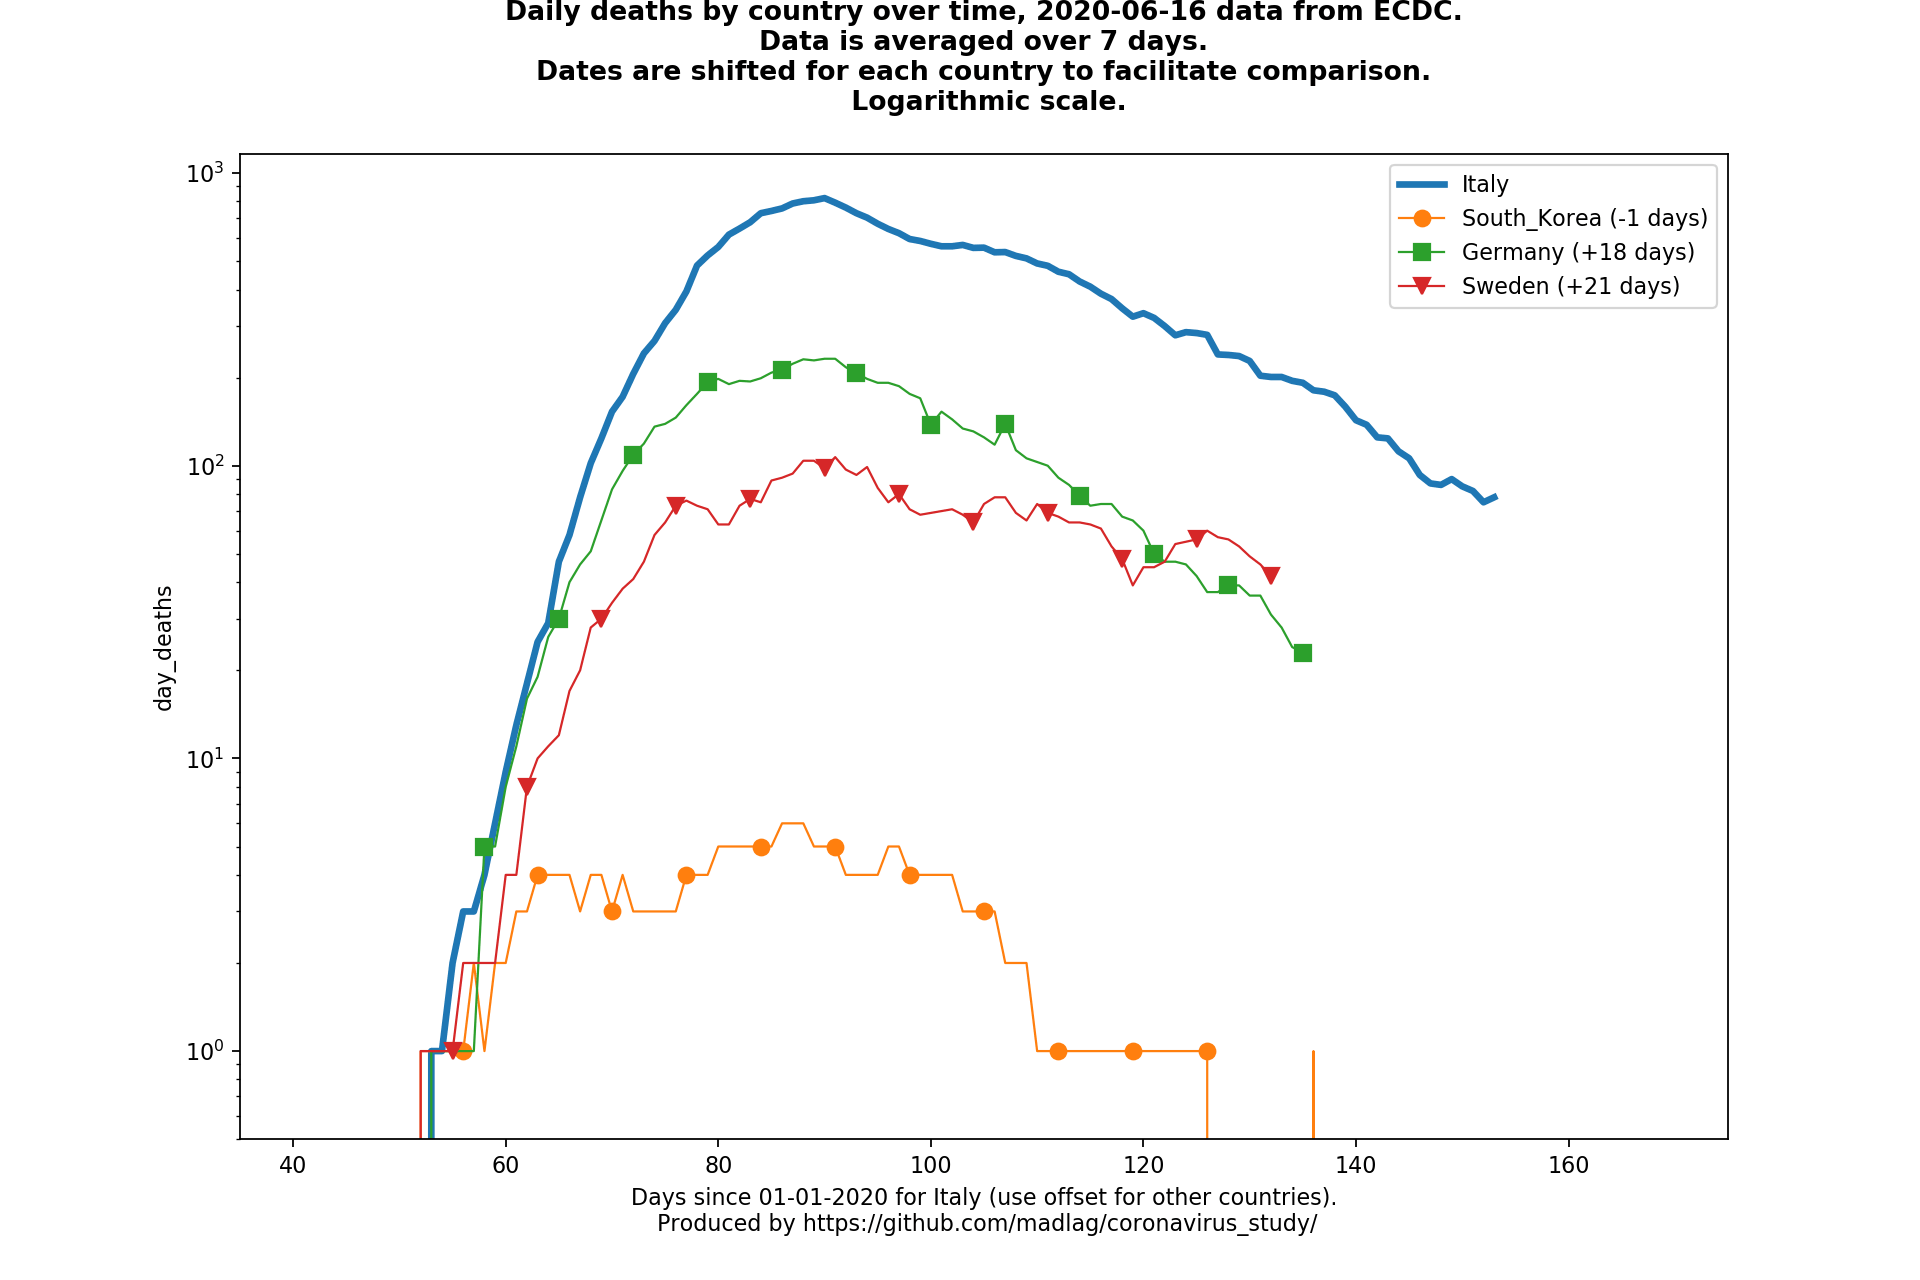 Daily deaths by country over time, 2020-06-16 data from ECDC.
Data is averaged over 7 days.
Dates are shifted for each country to facilitate comparison.
Logarithmic scale.
10³
10²
10¹
10⁰
day_deaths
Italy
South_Korea (-1 days)
Germany (+18 days)
Sweden (+21 days)
40 60 80 100 120 140 160
Days since 01-01-2020 for Italy (use offset for other countries).
Produced by https://github.com/madlag/coronavirus_study/